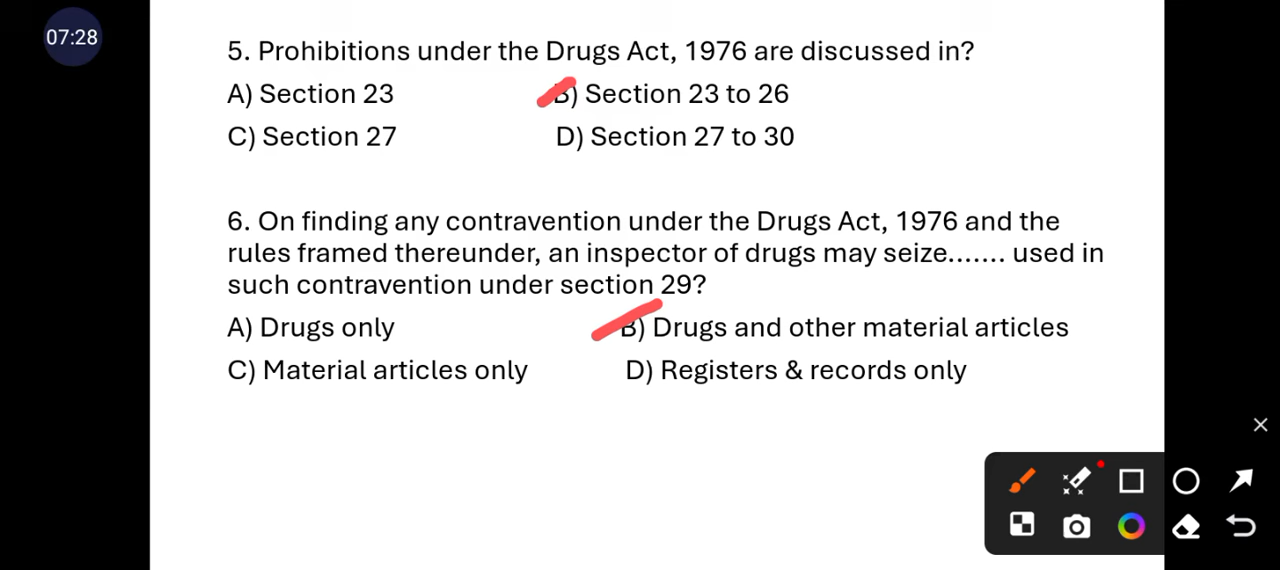 07:28
5. Prohibitions under the Drugs Act, 1976 are discussed in?
A) Section 23 B) Section 23 to 26
C) Section 27 D) Section 27 to 30
6. On finding any contravention under the Drugs Act, 1976 and the
rules framed thereunder, an inspector of drugs may seize....... used in
such contravention under section 29?
A) Drugs only B) Drugs and other material articles
C) Material articles only D) Registers & records only